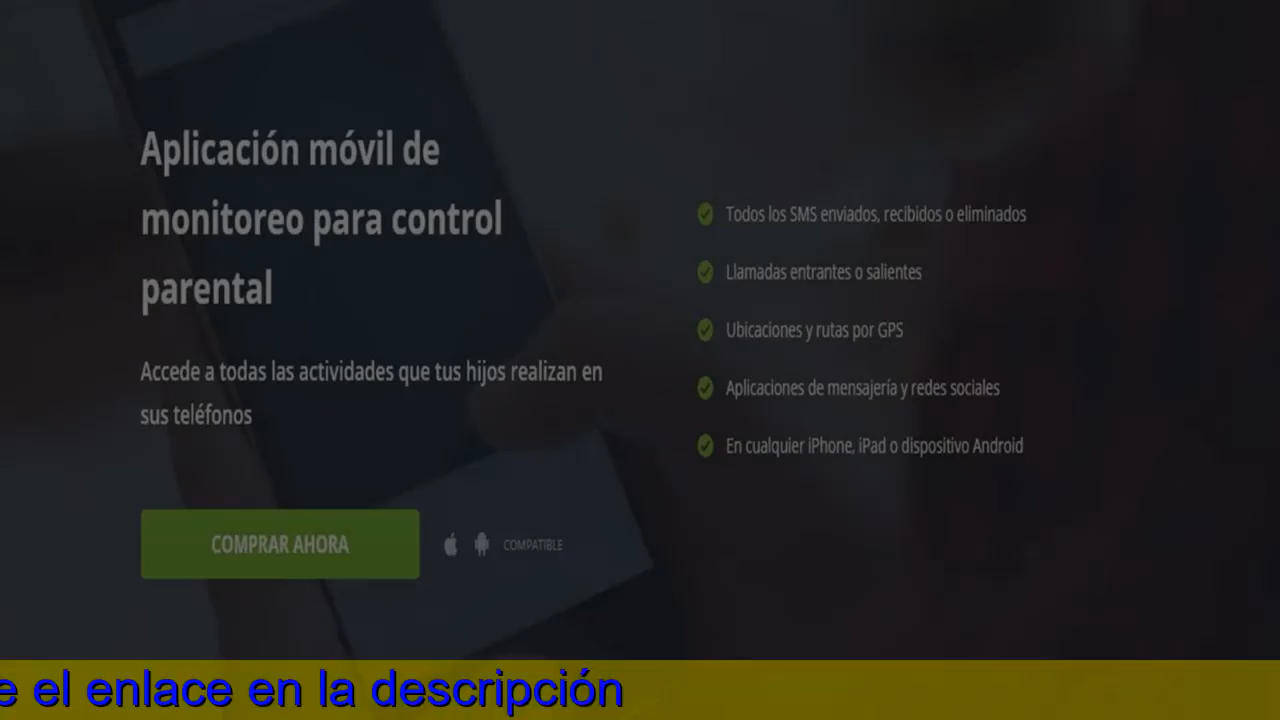 Aplicación móvil de
monitoreo para control
parental
Accede a todas las actividades que tus hijos realizan en
sus teléfonos
COMPRAR AHORA
COMPATIBLE
Todos los SMS enviados, recibidos o eliminados
Llamadas entrantes o salientes
Ubicaciones y rutas por GPS
Aplicaciones de mensajería y redes sociales
En cualquier iPhone, iPad o dispositivo Android
e el enlace en la descripción